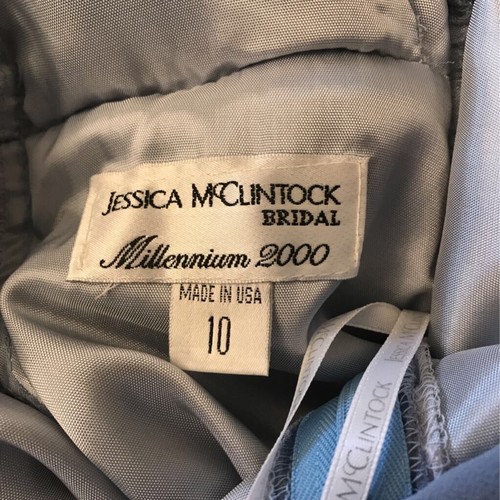 JESSICA McCLINTOCK
BRIDAL
Millennium 2000
MADE IN USA
10
McCLINTOCK